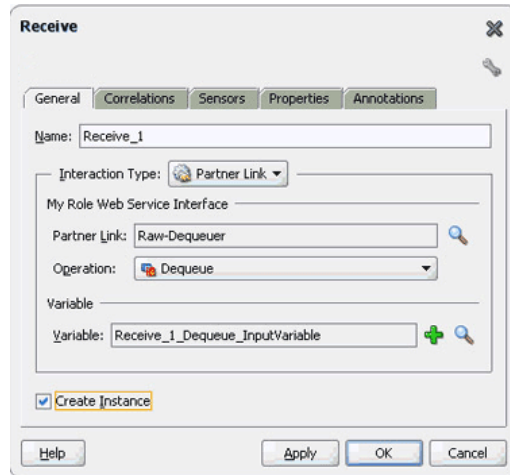 Receive
General Correlations Sensors Properties Annotations
Name: Receive_1
Interaction Type: Partner Link
My Role Web Service Interface
Partner Link: Raw-Dequeuer
Operation: Dequeue
Variable
Variable: Receive_1_Dequeue_InputVariable
Create Instance
Help Apply OK Cancel